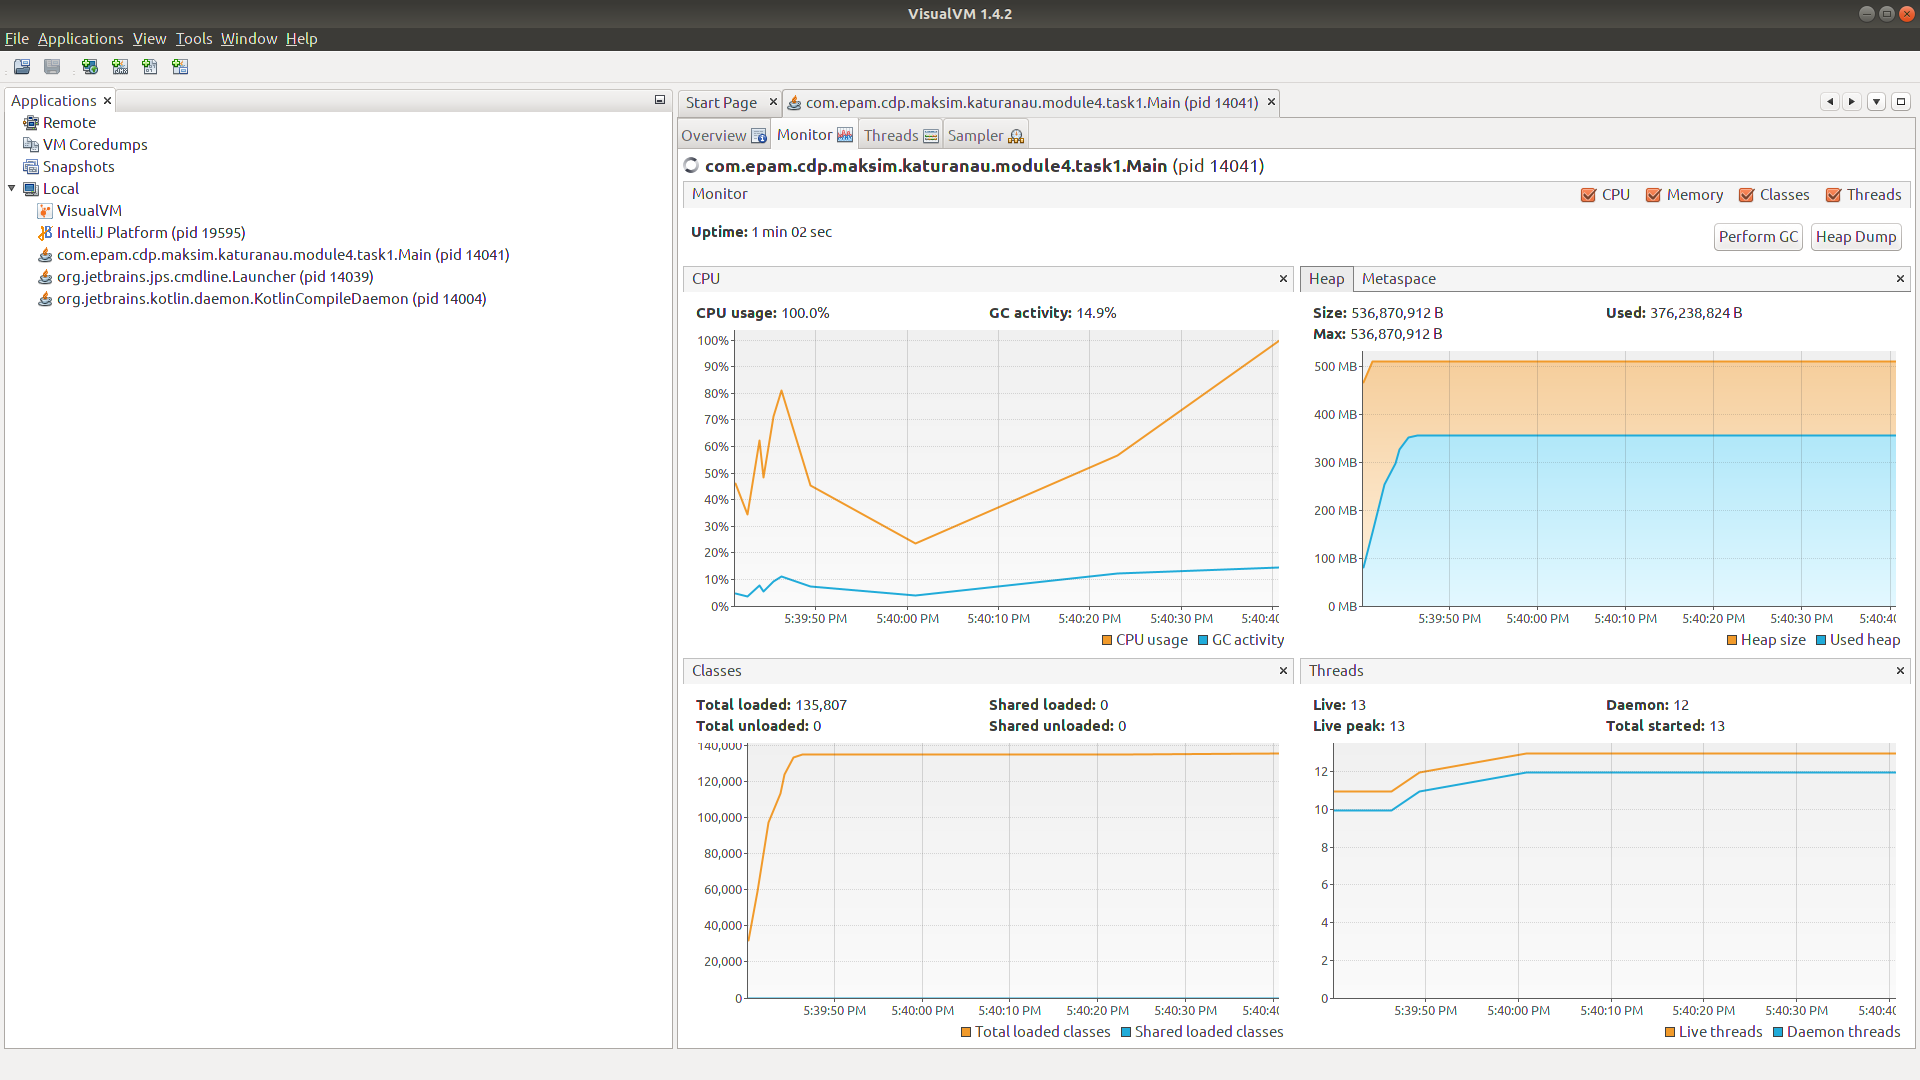 VisualVM 1.4.2
File Applications View Tools Window Help
Applications
Remote
VM Coredumps
Snapshots
Local
VisualVM
IntelliJ Platform (pid 19595)
com.epam.cdp.maksim.katuranau.module4.task1.Main (pid 14041)
org.jetbrains.jps.cmdline.Launcher (pid 14039)
org.jetbrains.kotlin.daemon.KotlinCompileDaemon (pid 14004)
Start Page com.epam.cdp.maksim.katuranau.module4.task1.Main (pid 14041)
Overview Monitor Threads Sampler
com.epam.cdp.maksim.katuranau.module4.task1.Main (pid 14041)
Monitor CPU Memory Classes Threads
Uptime: 1 min 02 sec
Perform GC Heap Dump
CPU
CPU usage: 100.0% GC activity: 14.9%
100%
90%
80%
70%
60%
50%
40%
30%
20%
10%
0%
5:39:50 PM 5:40:00 PM 5:40:10 PM 5:40:20 PM 5:40:30 PM 5:40:40
CPU usage GC activity
Heap Metaspace
Size: 536,870,912 B Used: 376,238,824 B
Max: 536,870,912 B
500 MB
400 MB
300 MB
200 MB
100 MB
0 MB
5:39:50 PM 5:40:00 PM 5:40:10 PM 5:40:20 PM 5:40:30 PM 5:40:40
Heap size Used heap
Classes
Total loaded: 135,807 Shared loaded: 0
Total unloaded: 0 Shared unloaded: 0
140,000
120,000
100,000
80,000
60,000
40,000
20,000
0
5:39:50 PM 5:40:00 PM 5:40:10 PM 5:40:20 PM 5:40:30 PM 5:40:40
Total loaded classes Shared loaded classes
Threads
Live: 13 Daemon: 12
Live peak: 13 Total started: 13
12
10
8
6
4
2
0
5:39:50 PM 5:40:00 PM 5:40:10 PM 5:40:20 PM 5:40:30 PM 5:40:40
Live threads Daemon threads